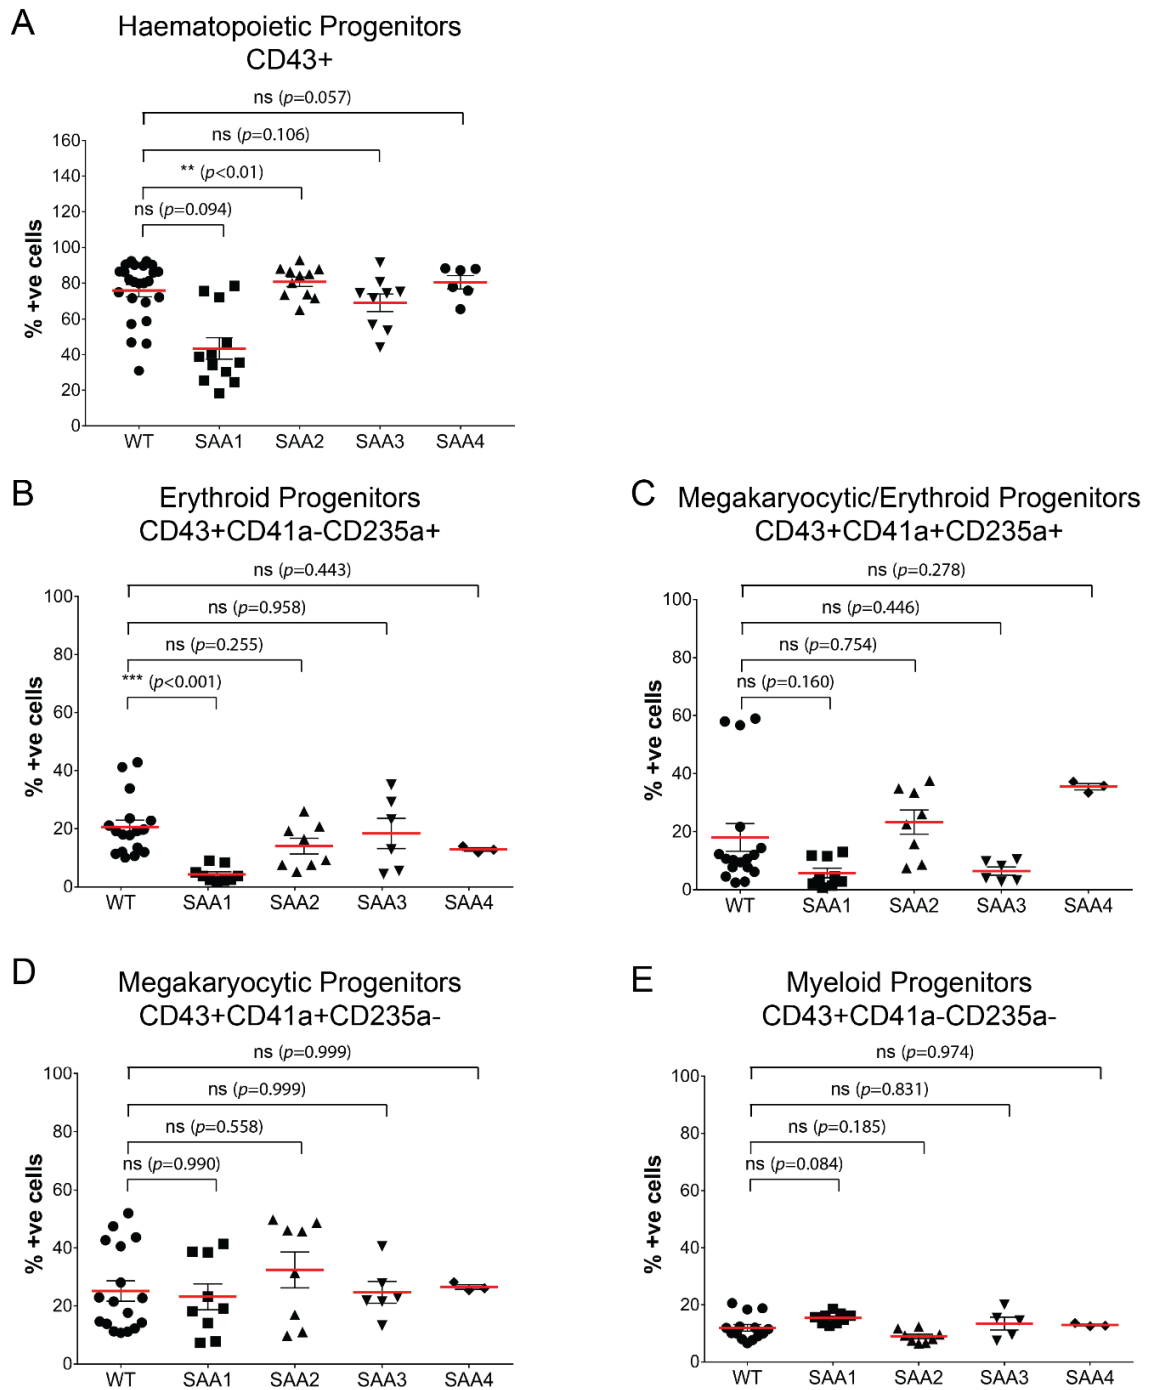 A
Haematopoietic Progenitors
CD43+
ns (p=0.057)
ns (p=0.106)
** (p<0.01)
ns (p=0.094)
% +ve cells
160
140
120
100
80
60
40
20
0
WT SAA1 SAA2 SAA3 SAA4
B
Erythroid Progenitors
CD43+CD41a-CD235a+
ns (p=0.443)
ns (p=0.958)
ns (p=0.255)
*** (p<0.001)
% +ve cells
100
80
60
40
20
0
WT SAA1 SAA2 SAA3 SAA4
C
Megakaryocytic/Erythroid Progenitors
CD43+CD41a+CD235a+
ns (p=0.278)
ns (p=0.446)
ns (p=0.754)
ns (p=0.160)
% +ve cells
100
80
60
40
20
0
WT SAA1 SAA2 SAA3 SAA4
D
Megakaryocytic Progenitors
CD43+CD41a+CD235a-
ns (p=0.999)
ns (p=0.999)
ns (p=0.558)
ns (p=0.990)
% +ve cells
100
80
60
40
20
0
WT SAA1 SAA2 SAA3 SAA4
E
Myeloid Progenitors
CD43+CD41a-CD235a-
ns (p=0.974)
ns (p=0.831)
ns (p=0.185)
ns (p=0.084)
% +ve cells
100
80
60
40
20
0
WT SAA1 SAA2 SAA3 SAA4